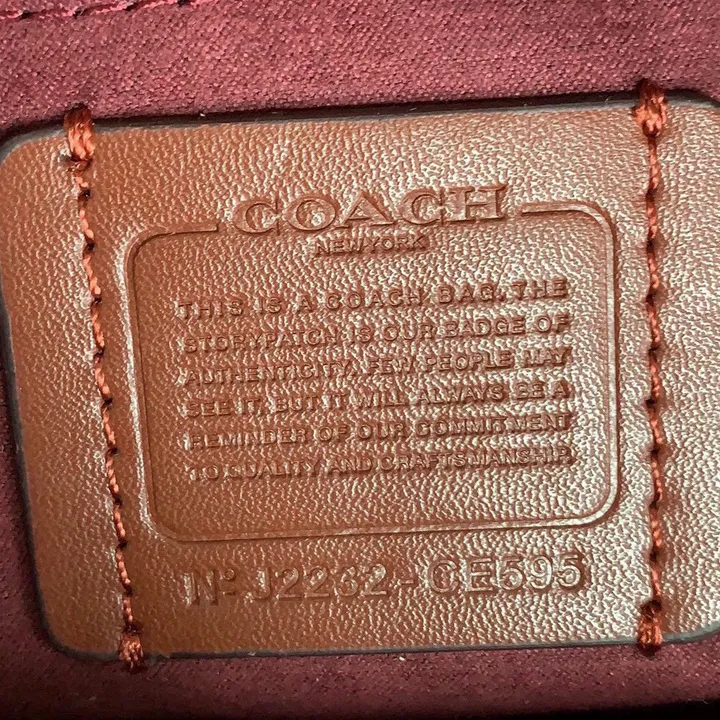 COACH
NEW YORK
THIS IS A COACH BAG. THE
STORYPATCH IS OUR BADGE OF
AUTHENTICITY. FEW PEOPLE MAY
SEE IT, BUT IT WILL ALWAYS BE A
REMINDER OF OUR COMMITMENT
TO QUALITY AND CRAFTSMANSHIP.
Nº J2232-CE595